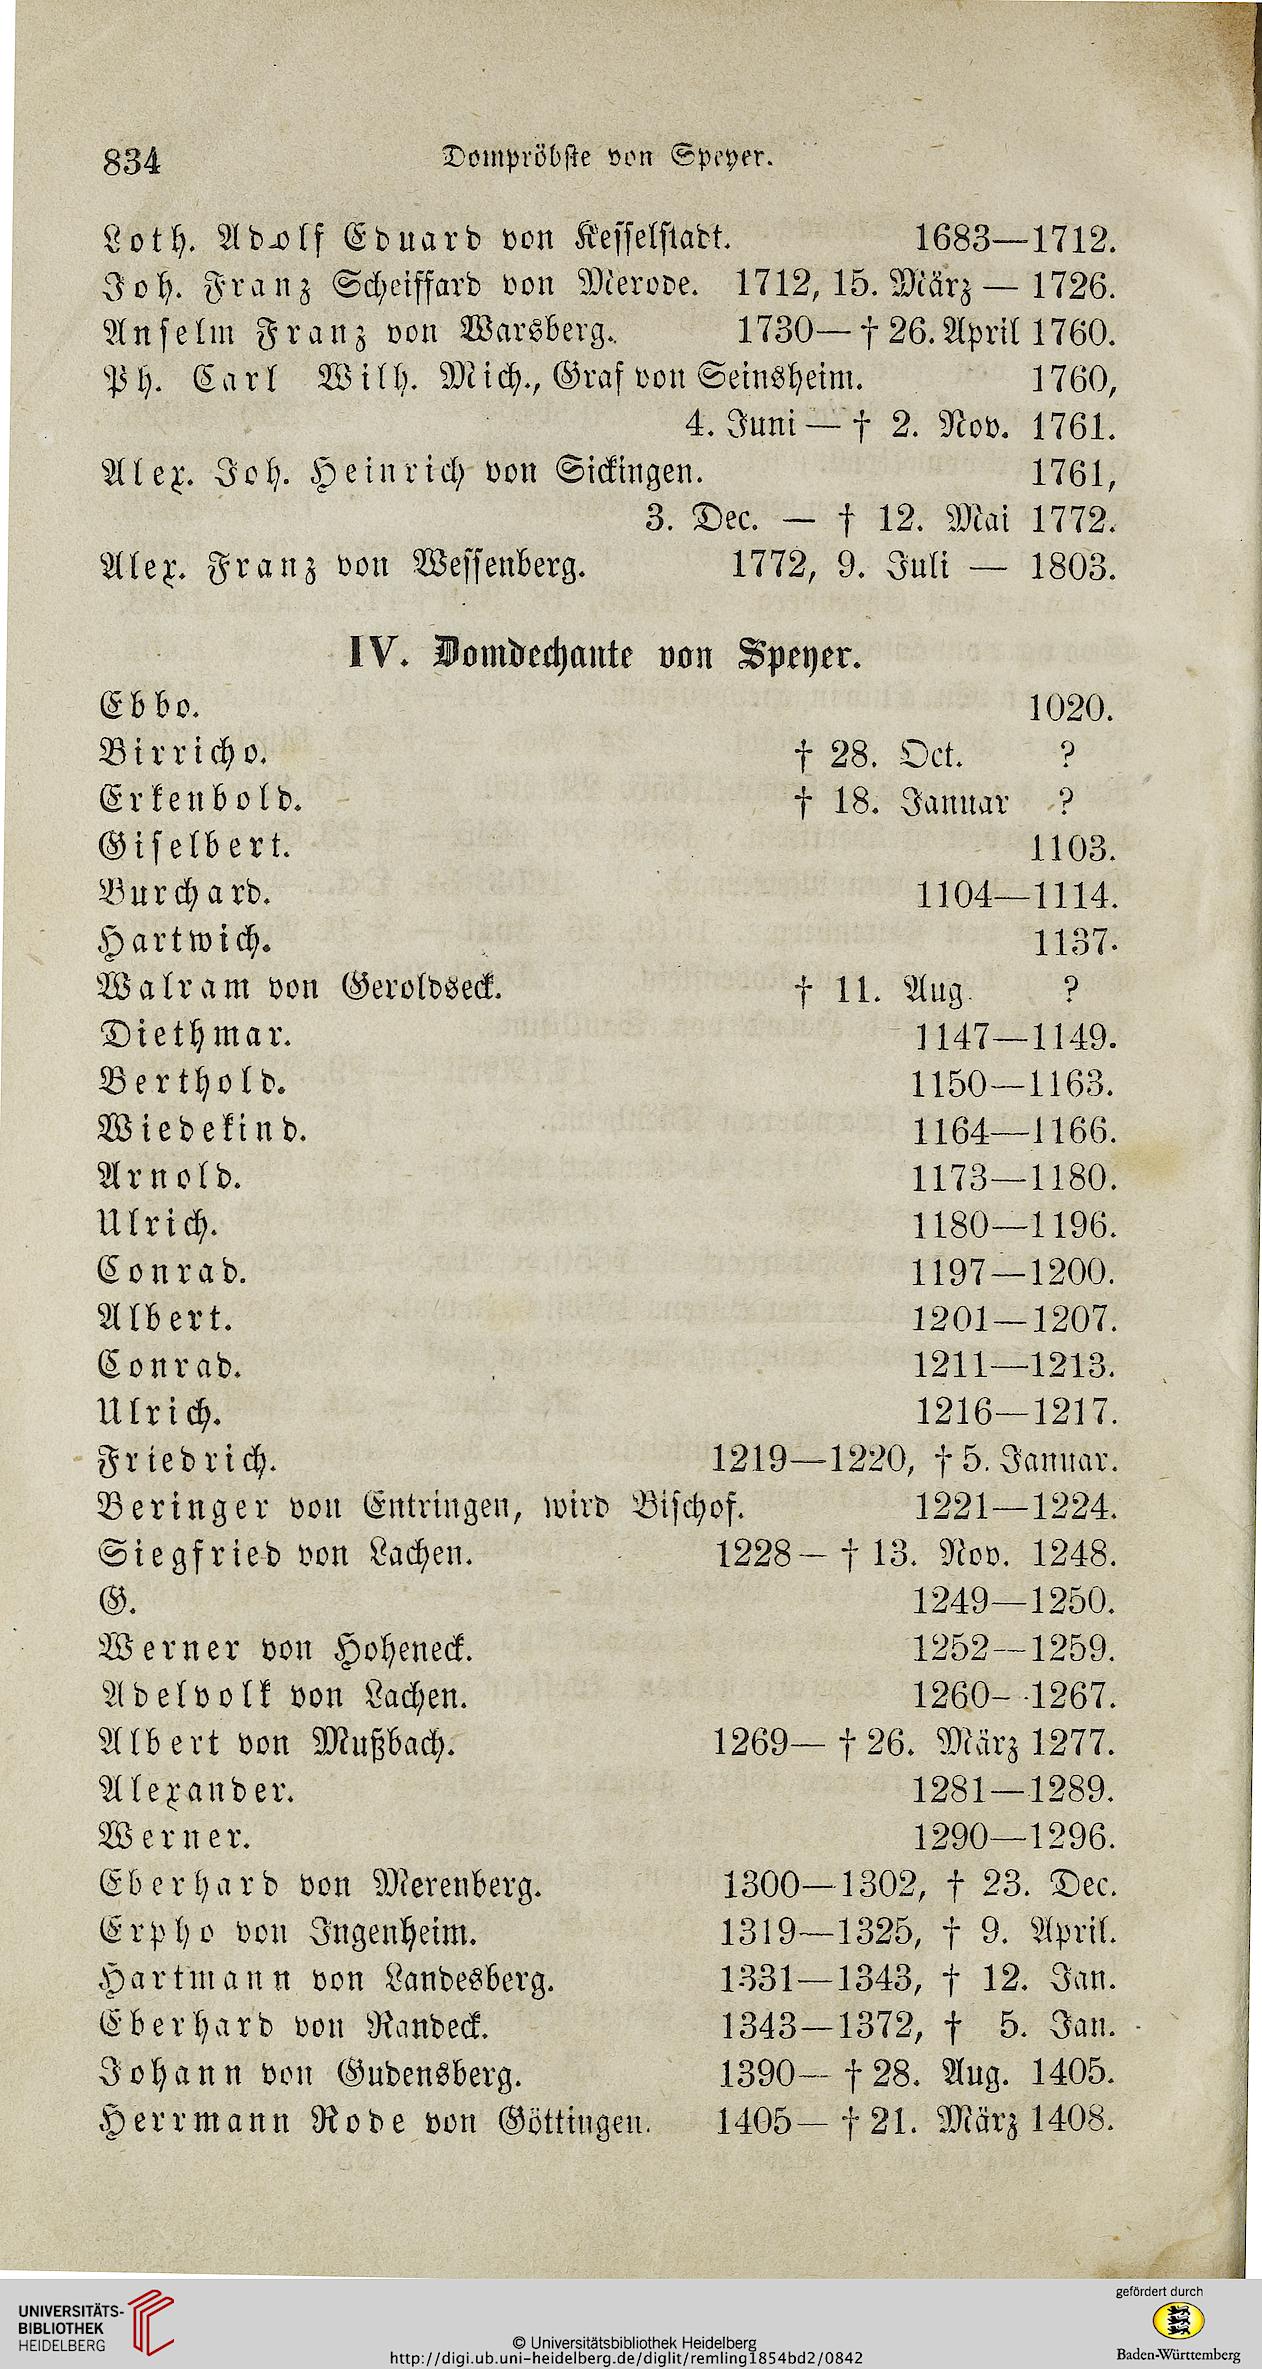 834
Dompröbste von Speyer.
Loth. Adolf Eduard von Kesselstadt. 1683—1712.
Joh. Franz Scheiffard von Merode. 1712, 15. März — 1726.
Anselm Franz von Warsberg. 1730— † 26. April 1760.
Ph. Carl Wilh. Mich., Graf von Seinsheim. 1760,
4. Juni — † 2. Nov. 1761.
Alex. Joh. Heinrich von Sickingen. 1761,
3. Dec. — † 12. Mai 1772.
Alex. Franz von Wessenberg. 1772, 9. Juli — 1803.
IV. Domdechante von Speyer.
Ebbo. 1020.
Birricho. † 28. Oct. ?
Erkenbold. † 18. Januar ?
Giselbert. 1103.
Burchard. 1104—1114.
Hartwich. 1137.
Walram von Geroldseck. † 11. Aug. ?
Diethmar. 1147—1149.
Berthold. 1150—1163.
Wiedekind. 1164—1166.
Arnold. 1173—1180.
Ulrich. 1180—1196.
Conrad. 1197—1200.
Albert. 1201—1207.
Conrad. 1211—1213.
Ulrich. 1216—1217.
Friedrich. 1219—1220, † 5. Januar.
Beringer von Entringen, wird Bischof. 1221—1224.
Siegfried von Lachen. 1228 — † 13. Nov. 1248.
G. 1249—1250.
Werner von Hoheneck. 1252—1259.
Adelvolk von Lachen. 1260—1267.
Albert von Mußbach. 1269— † 26. März 1277.
Alexander. 1281—1289.
Werner. 1290—1296.
Eberhard von Merenberg. 1300—1302, † 23. Dec.
Erpho von Ingenheim. 1319—1325, † 9. April.
Hartmann von Landesberg. 1331—1343, † 12. Jan.
Eberhard von Randeck. 1343—1372, † 5. Jan.
Johann von Gudensberg. 1390— † 28. Aug. 1405.
Herrmann Rode von Göttingen. 1405— † 21. März 1408.
UNIVERSITÄTS-
BIBLIOTHEK
HEIDELBERG
© Universitätsbibliothek Heidelberg
http://digi.ub.uni-heidelberg.de/diglit/remling1854bd2/0842
gefördert durch
Baden-Württemberg